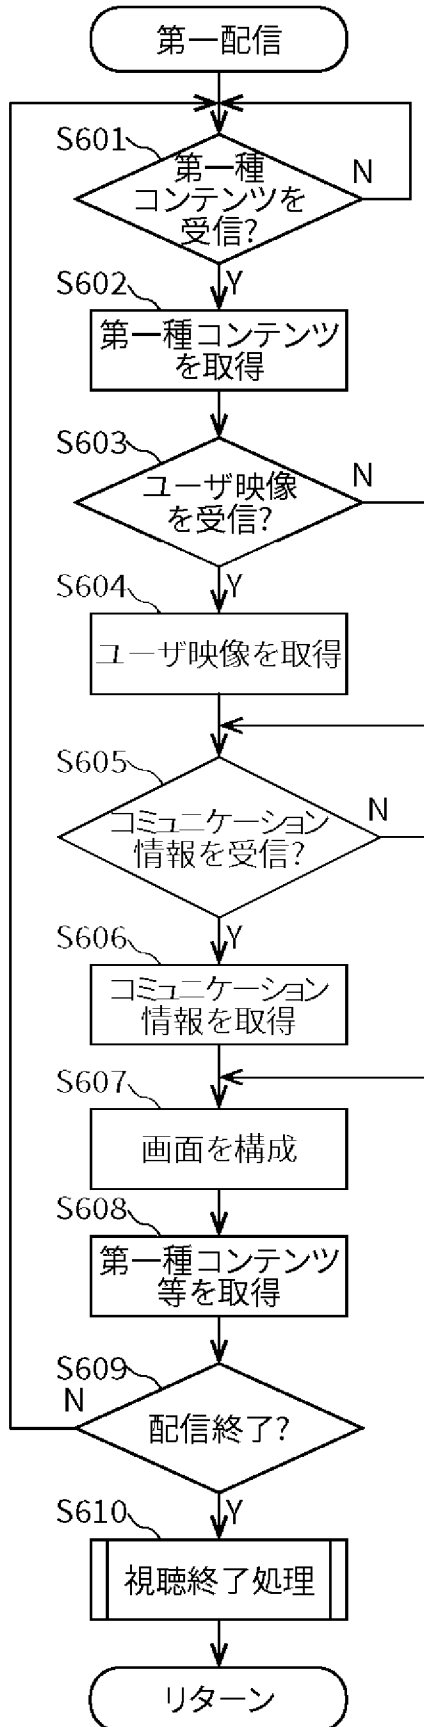 第一配信
S601
第一種
コンテンツを
受信?
N
Y
S602
第一種コンテンツ
を取得
S603
ユーザ映像
を受信?
N
Y
S604
ユーザ映像を取得
S605
コミュニケーション
情報を受信?
N
Y
S606
コミュニケーション
情報を取得
S607
画面を構成
S608
第一種コンテンツ
等を取得
S609
配信終了?
N
Y
S610
視聴終了処理
リターン